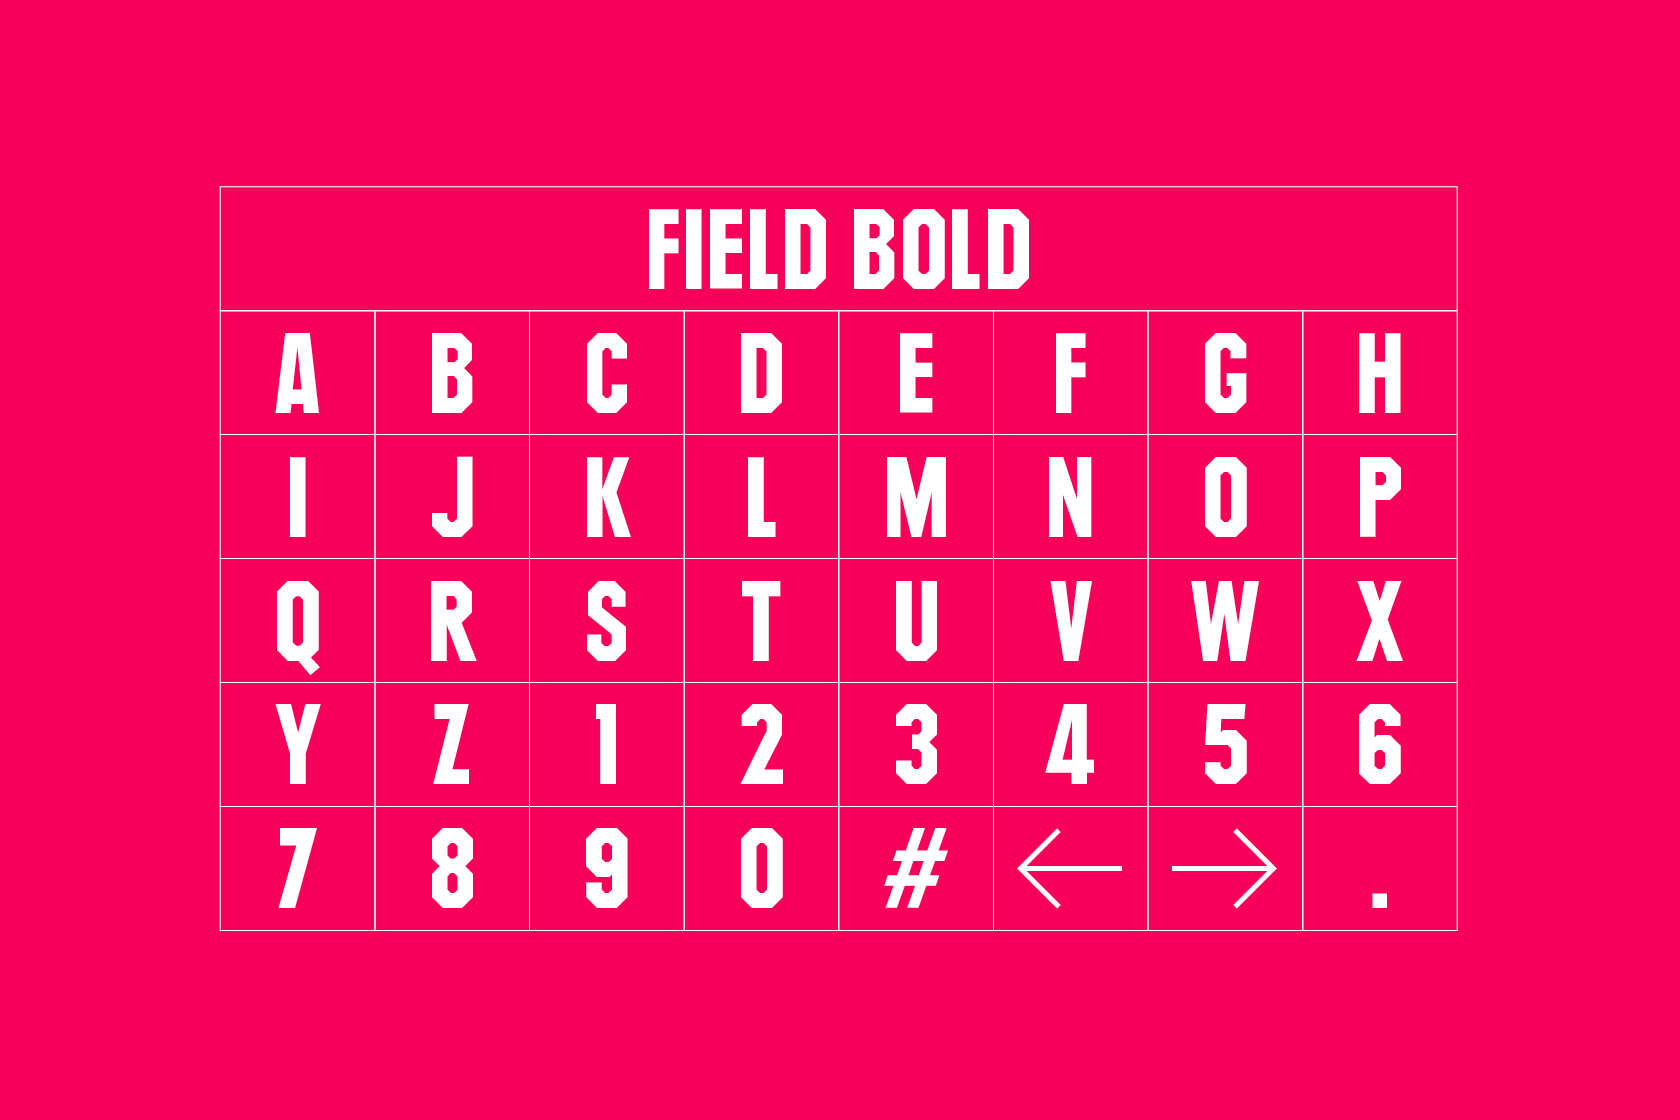 FIELD BOLD
A B C D E F G H
I J K L M N O P
Q R S T U V W X
Y Z 1 2 3 4 5 6
7 8 9 0 # ← → .